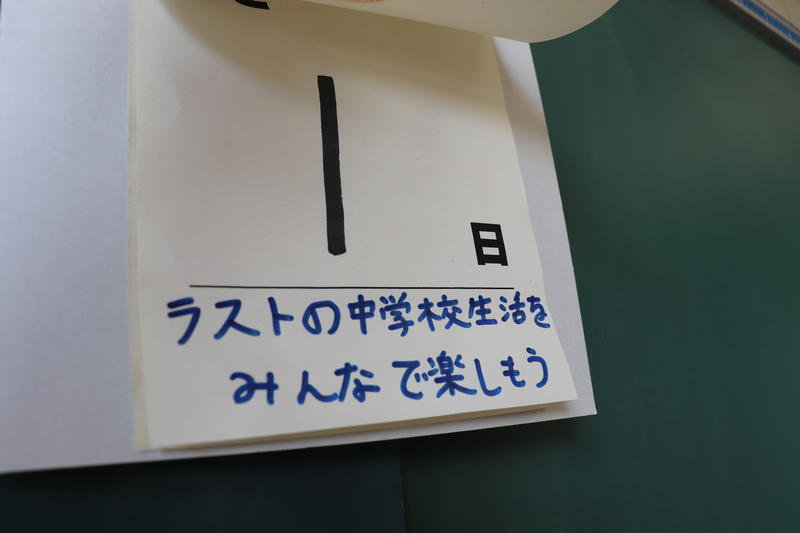 1
日
ラストの中学校生活を
みんなで楽しもう